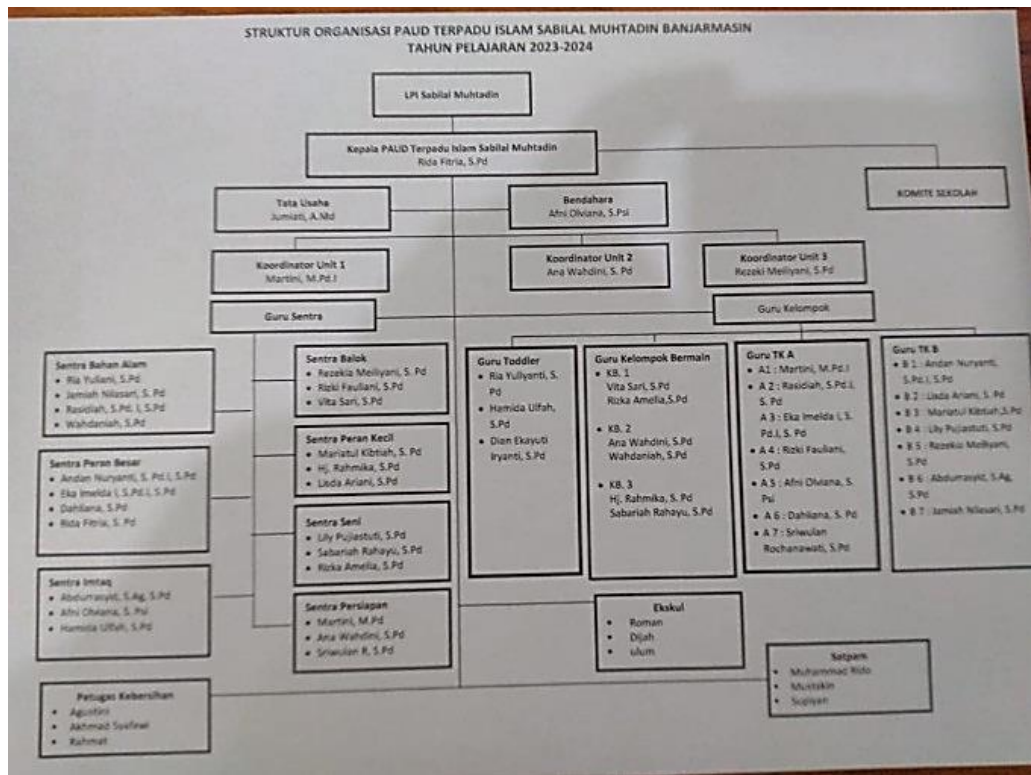 STRUKTUR ORGANISASI PAUD TERPADU ISLAM SABILAL MUHTADIN BANJARMASIN
TAHUN PELAJARAN 2023-2024
LPI Sabilal Muhtadin
Kepala PAUD Terpadu Islam Sabilal Muhtadin
Rida Fitria, S.Pd
KOMITE SEKOLAH
Tata Usaha
Jumiati, A.Md
Bendahara
Afni Olviana, S.Psi
Koordinator Unit 1
Martini, M.Pd.I
Koordinator Unit 2
Ana Wahdini, S. Pd
Koordinator Unit 3
Rezeki Meiliyani, S.Pd
Guru Sentra
Guru Kelompok
Sentra Bahan Alam
• Ria Yuliani, S.Pd
• Jamiah Nilasari, S. Pd
• Rasidiah, S.Pd. I, S.Pd
• Wahdaniah, S.Pd
Sentra Peran Besar
• Andan Nuryanti, S. Pd.I, S.Pd
• Eka Imelda I, S.Pd.I, S.Pd
• Dahliana, S.Pd
• Rida Fitria, S. Pd
Sentra Imtaq
• Abdurrasyid, S.Ag, S.Pd
• Afni Olviana, S. Psi
• Hamida Ulfah, S.Pd
Sentra Balok
• Rezekia Meiliyani, S. Pd
• Rizki Fauliani, S.Pd
• Vita Sari, S.Pd
Sentra Peran Kecil
• Mariatul Kibtiah, S.Pd
• Hj. Rahmika, S.Pd
• Lisda Ariani, S.Pd
Sentra Seni
• Lily Pujiastuti, S.Pd
• Sabariah Rahayu, S.Pd
• Rizka Amelia, S.Pd
Sentra Persiapan
• Martini, M.Pd
• Ana Wahdini, S.Pd
• Sriwulan R, S.Pd
Guru Toddler
• Ria Yuliyanti, S.
Pd
• Hamida Ulfah,
S.Pd
• Dian Ekayuti
Iryanti, S.Pd
Guru Kelompok Bermain
• KB. 1
Vita Sari, S.Pd
Rizka Amelia,S.Pd
• KB. 2
Ana Wahdini, S.Pd
Wahdaniah, S.Pd
• KB. 3
Hj. Rahmika, S. Pd
Sabariah Rahayu, S.Pd
Guru TK A
• A1 : Martini, M.Pd.I
• A 2 : Rasidiah, S.Pd.I,
S. Pd
A 3 : Eka Imelda I, S.
Pd.I, S. Pd
• A 4 : Rizki Fauliani,
S.Pd
• A 5 : Afni Olviana, S.
Psi
• A 6 : Dahliana, S. Pd
• A 7 : Sriwulan
Rochanawati, S.Pd
Guru TK B
• B 1 : Andan Nuryanti,
S.Pd.I, S.Pd
• B 2 : Lisda Ariani, S.Pd
• B 3 : Mariatul Kibtiah,S.Pd
• B 4 : Lily Pujiastuti, S.Pd
• B 5 : Rezekia Meiliyani,
S.Pd
• B 6 : Abdurrasyid, S.Ag,
S.Pd
• B 7 : Jamiah Nilasari, S.Pd
Ekskul
• Roman
• Dijah
• ulum
Satpam
• Muhammad Rido
• Mustakin
• Supiyan
Petugas Kebersihan
• Agustini
• Akhmad Syafiewi
• Rahmat